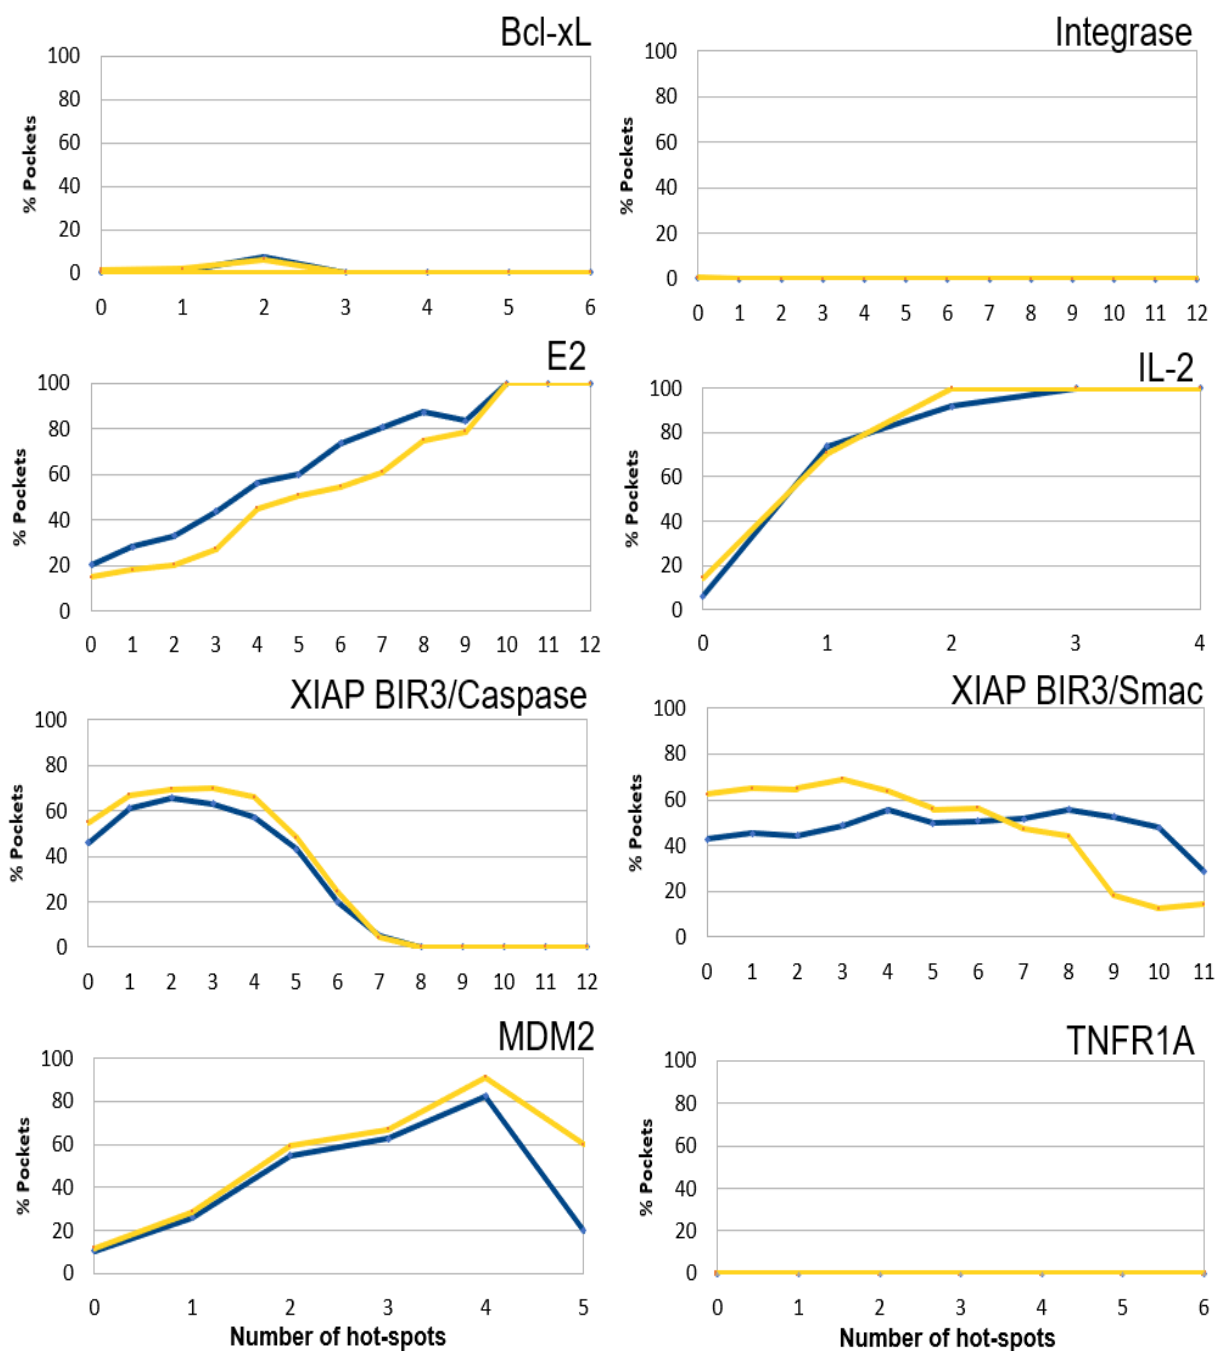 Bcl-xL
% Pockets
100
80
60
40
20
0
0 1 2 3 4 5 6
Integrase
% Pockets
100
80
60
40
20
0
0 1 2 3 4 5 6 7 8 9 10 11 12
E2
% Pockets
100
80
60
40
20
0
0 1 2 3 4 5 6 7 8 9 10 11 12
IL-2
% Pockets
100
80
60
40
20
0
0 1 2 3 4
XIAP BIR3/Caspase
% Pockets
100
80
60
40
20
0
0 1 2 3 4 5 6 7 8 9 10 11 12
XIAP BIR3/Smac
% Pockets
100
80
60
40
20
0
0 1 2 3 4 5 6 7 8 9 10 11
MDM2
% Pockets
100
80
60
40
20
0
0 1 2 3 4 5
Number of hot-spots
TNFR1A
% Pockets
100
80
60
40
20
0
0 1 2 3 4 5 6
Number of hot-spots